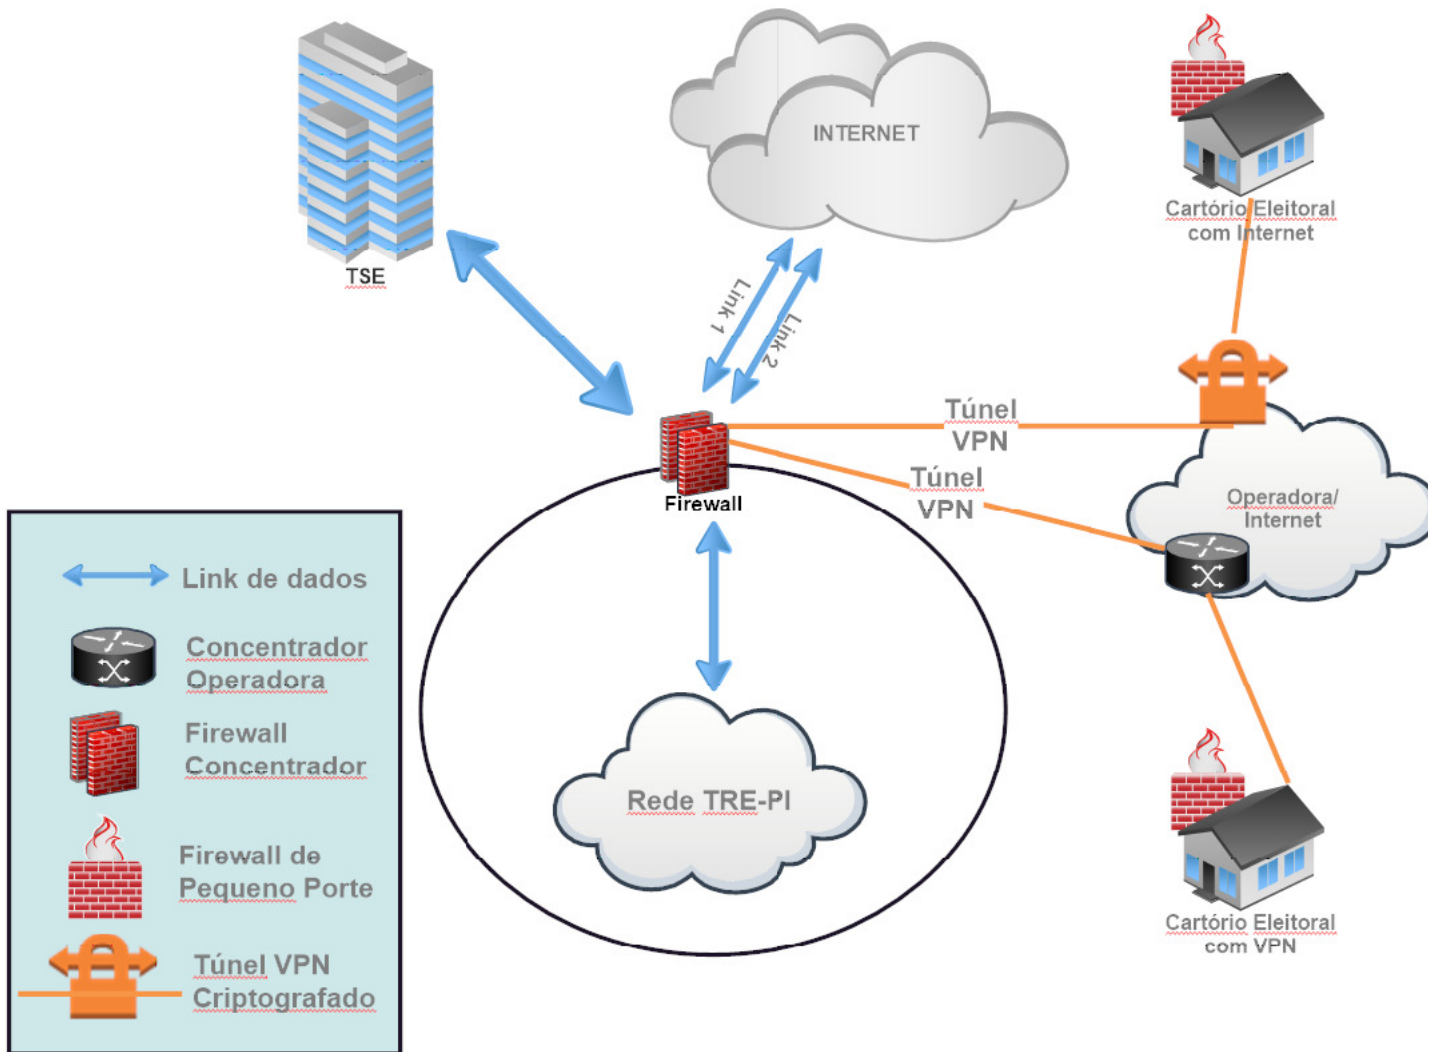 INTERNET
TSE
Cartório Eleitoral
com Internet
Link 1
Link 2
Túnel
VPN
Túnel
VPN
Operadora/
Internet
Firewall
Rede TRE-PI
Cartório Eleitoral
com VPN
Link de dados
Concentrador
Operadora
Firewall
Concentrador
Firewall de
Pequeno Porte
Túnel VPN
Criptografado